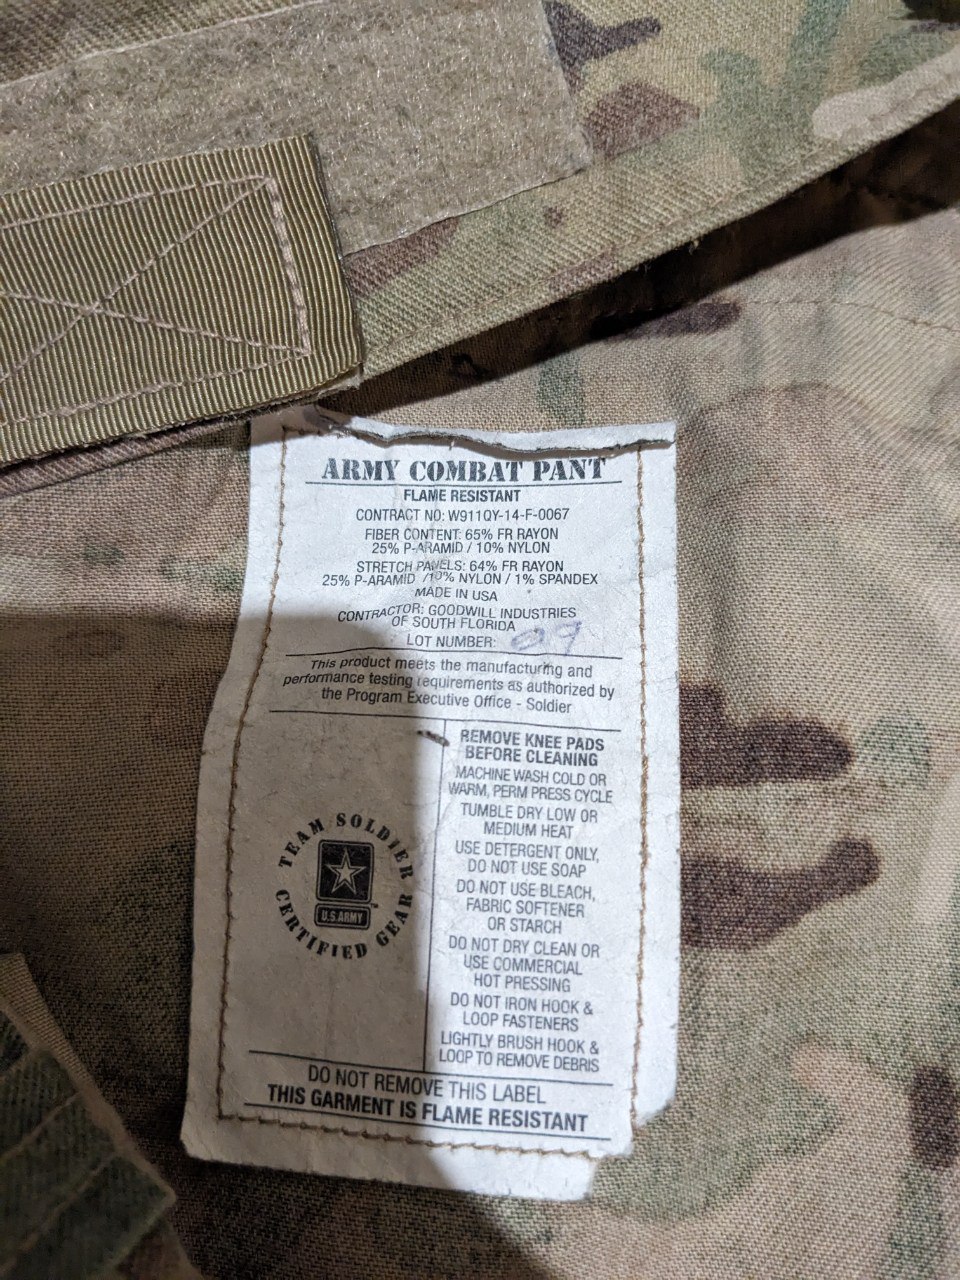 ARMY COMBAT PANT
FLAME RESISTANT
CONTRACT NO: W911QY-14-F-0067
FIBER CONTENT: 65% FR RAYON
25% P-ARAMID / 10% NYLON
STRETCH PANELS: 64% FR RAYON
25% P-ARAMID / 10% NYLON / 1% SPANDEX
MADE IN USA
CONTRACTOR: GOODWILL INDUSTRIES
OF SOUTH FLORIDA
LOT NUMBER: 99
This product meets the manufacturing and
performance testing requirements as authorized by
the Program Executive Office - Soldier
TEAM SOLDIER
U.S.ARMY
CERTIFIED GEAR
REMOVE KNEE PADS
BEFORE CLEANING
MACHINE WASH COLD OR
WARM, PERM PRESS CYCLE
TUMBLE DRY LOW OR
MEDIUM HEAT
USE DETERGENT ONLY,
DO NOT USE SOAP
DO NOT USE BLEACH,
FABRIC SOFTENER
OR STARCH
DO NOT DRY CLEAN OR
USE COMMERCIAL
HOT PRESSING
DO NOT IRON HOOK &
LOOP FASTENERS
LIGHTLY BRUSH HOOK &
LOOP TO REMOVE DEBRIS
DO NOT REMOVE THIS LABEL
THIS GARMENT IS FLAME RESISTANT